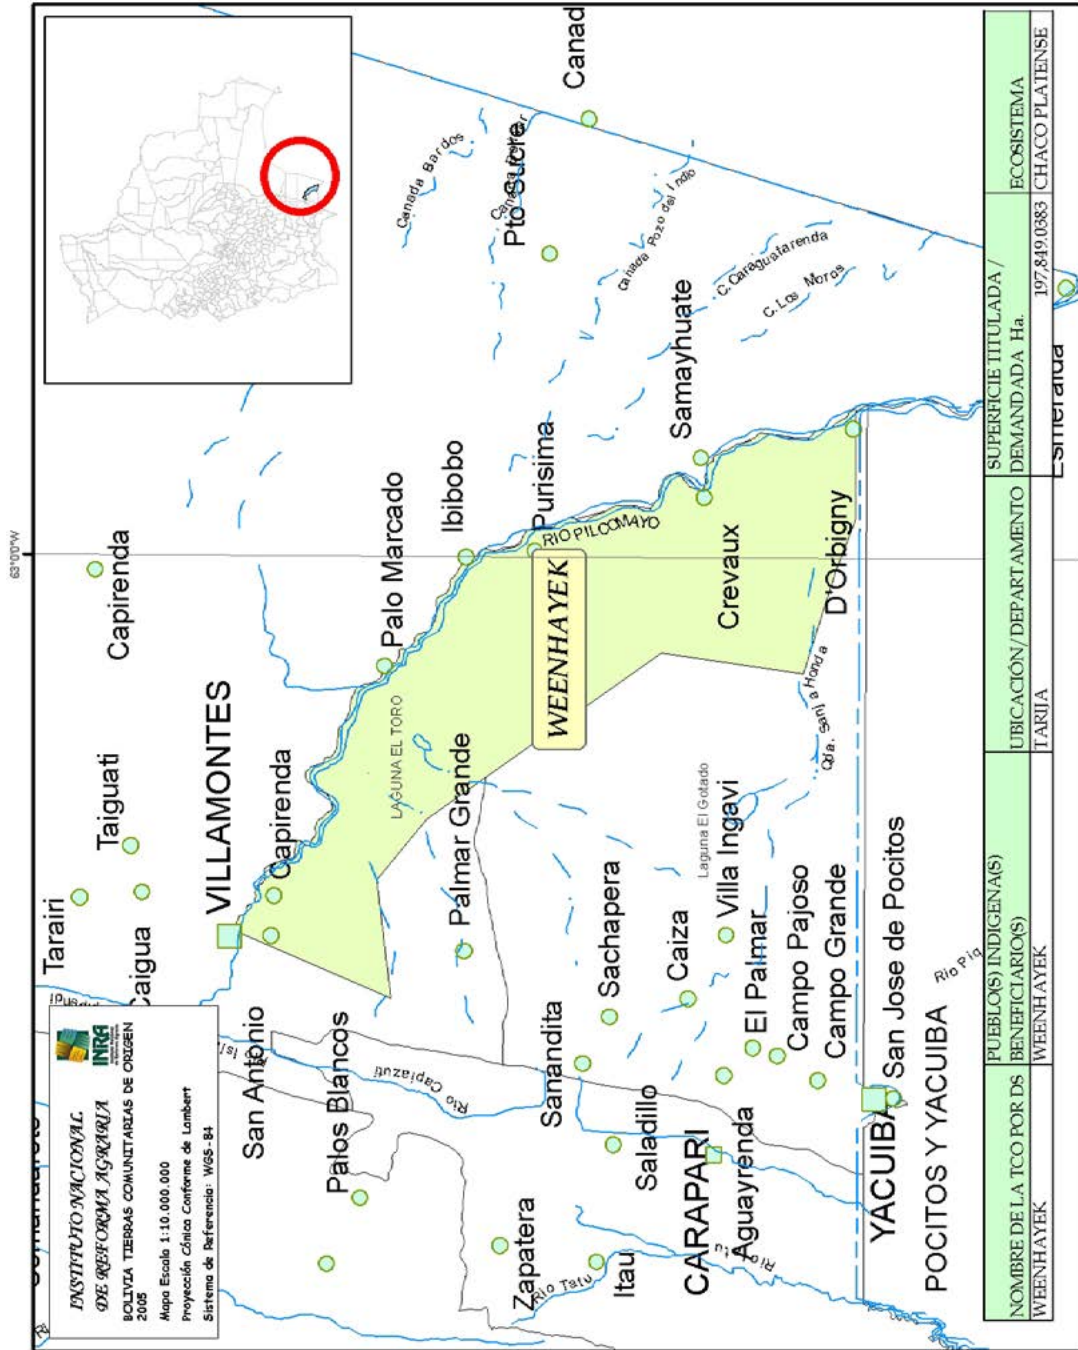 INSTITUTO NACIONAL
DE REFORMA AGRARIA
INRA
BOLIVIA TIERRAS COMUNITARIAS DE ORIGEN
2005
Mapa Escala 1:10.000.000
Proyección Cónica Conforme de Lambert
Sistema de Referencia: WGS-84
63°0'0"W
Tarairi
Taiguati
Caigua
Capirenda
VILLAMONTES
Capirenda
Palo Marcado
Ibibobo
Purisima
RIO PILCOMAYO
Samayhuate
Crevaux
D'Orbigny
Esmeralda
Pto Sucre
Canad
Canada Bardos
Canada Pozo del Indio
C. Caraguatarenda
C. Los Moros
LAGUNA EL TORO
WEENHAYEK
Palmar Grande
Laguna El Gotado
Qda. Sanja Honda
San Antonio
Palos Blancos
Rio Capiazuti
Sanandita
Sachapera
Caiza
Villa Ingavi
El Palmar
Campo Pajoso
Campo Grande
Saladillo
CARAPARI
Aguayrenda
Zapatera
Itau
Rio Tatu
YACUIBA
San Jose de Pocitos
POCITOS Y YACUIBA
NOMBRE DE LA TCO POR DS
PUEBLO(S) INDIGENA(S)
BENEFICIARIO(S)
UBICACIÓN/DEPARTAMENTO
SUPERFICIE TITULADA /
DEMANDADA Ha.
ECOSISTEMA
WEENHAYEK
WEENHAYEK
TARIJA
197,849.0383
CHACO PLATENSE